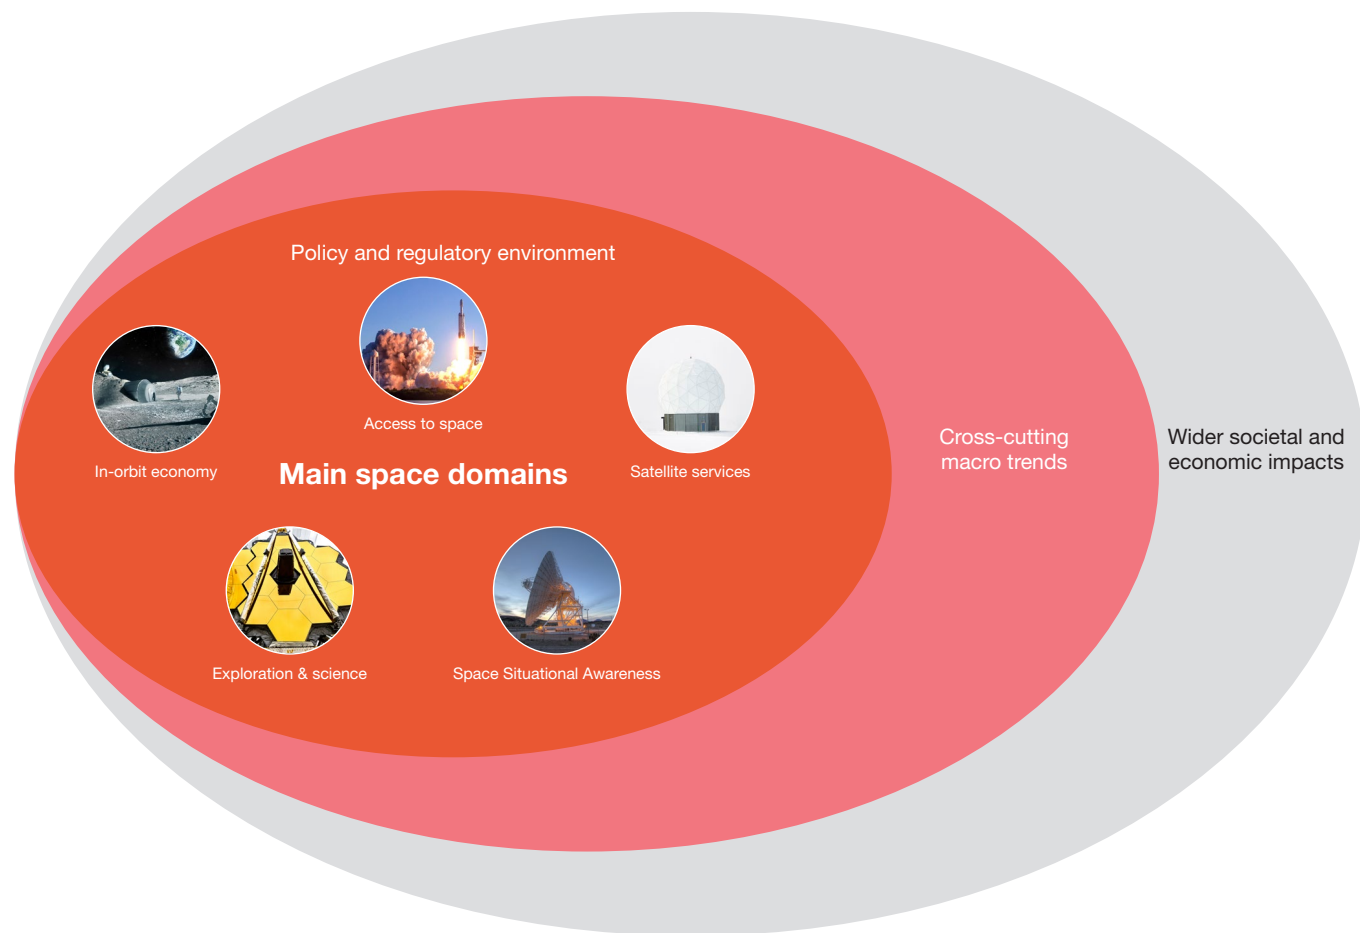 Policy and regulatory environment
Access to space
In-orbit economy
Satellite services
Main space domains
Exploration & science
Space Situational Awareness
Cross-cutting
macro trends
Wider societal and
economic impacts